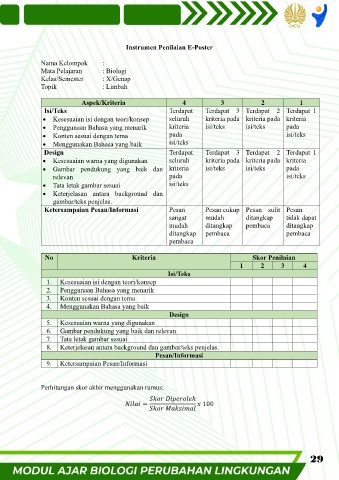 Instrumen Penilaian E-Poster
Nama Kelompok :
Mata Pelajaran : Biologi
Kelas/Semester : X/Genap
Topik : Limbah
Aspek/Kriteria 4 3 2 1
Isi/Teks
• Kesesuaian isi dengan teori/konsep
• Penggunaan Bahasa yang menarik
• Konten sesuai dengan tema
• Menggunakan Bahasa yang baik
Terdapat seluruh kriteria pada isi/teks
Terdapat 3 kriteria pada isi/teks
Terdapat 2 kriteria pada isi/teks
Terdapat 1 kriteria pada isi/teks
Design
• Kesesuaian warna yang digunakan
• Gambar pendukung yang baik dan relevan
• Tata letak gambar sesuai
• Keterjelasan antara background dan gambar/teks penjelas.
Terdapat seluruh kriteria pada isi/teks
Terdapat 3 kriteria pada isi/teks
Terdapat 2 kriteria pada isi/teks
Terdapat 1 kriteria pada isi/teks
Ketersampaian Pesan/Informasi
Pesan sangat mudah ditangkap pembaca
Pesan cukup mudah ditangkap pembaca
Pesan sulit ditangkap pembaca
Pesan tidak dapat ditangkap pembaca
No Kriteria Skor Penilaian
1 2 3 4
Isi/Teks
1. Kesesuaian isi dengan teori/konsep
2. Penggunaan Bahasa yang menarik
3. Konten sesuai dengan tema
4. Menggunakan Bahasa yang baik
Design
5. Kesesuaian warna yang digunakan
6. Gambar pendukung yang baik dan relevan
7. Tata letak gambar sesuai
8. Keterjelasan antara background dan gambar/teks penjelas.
Pesan/Informasi
9. Ketersampaian Pesan/Informasi
Perhitungan skor akhir menggunakan rumus:
Nilai = Skor Diperoleh / Skor Maksimal x 100
29
MODUL AJAR BIOLOGI PERUBAHAN LINGKUNGAN